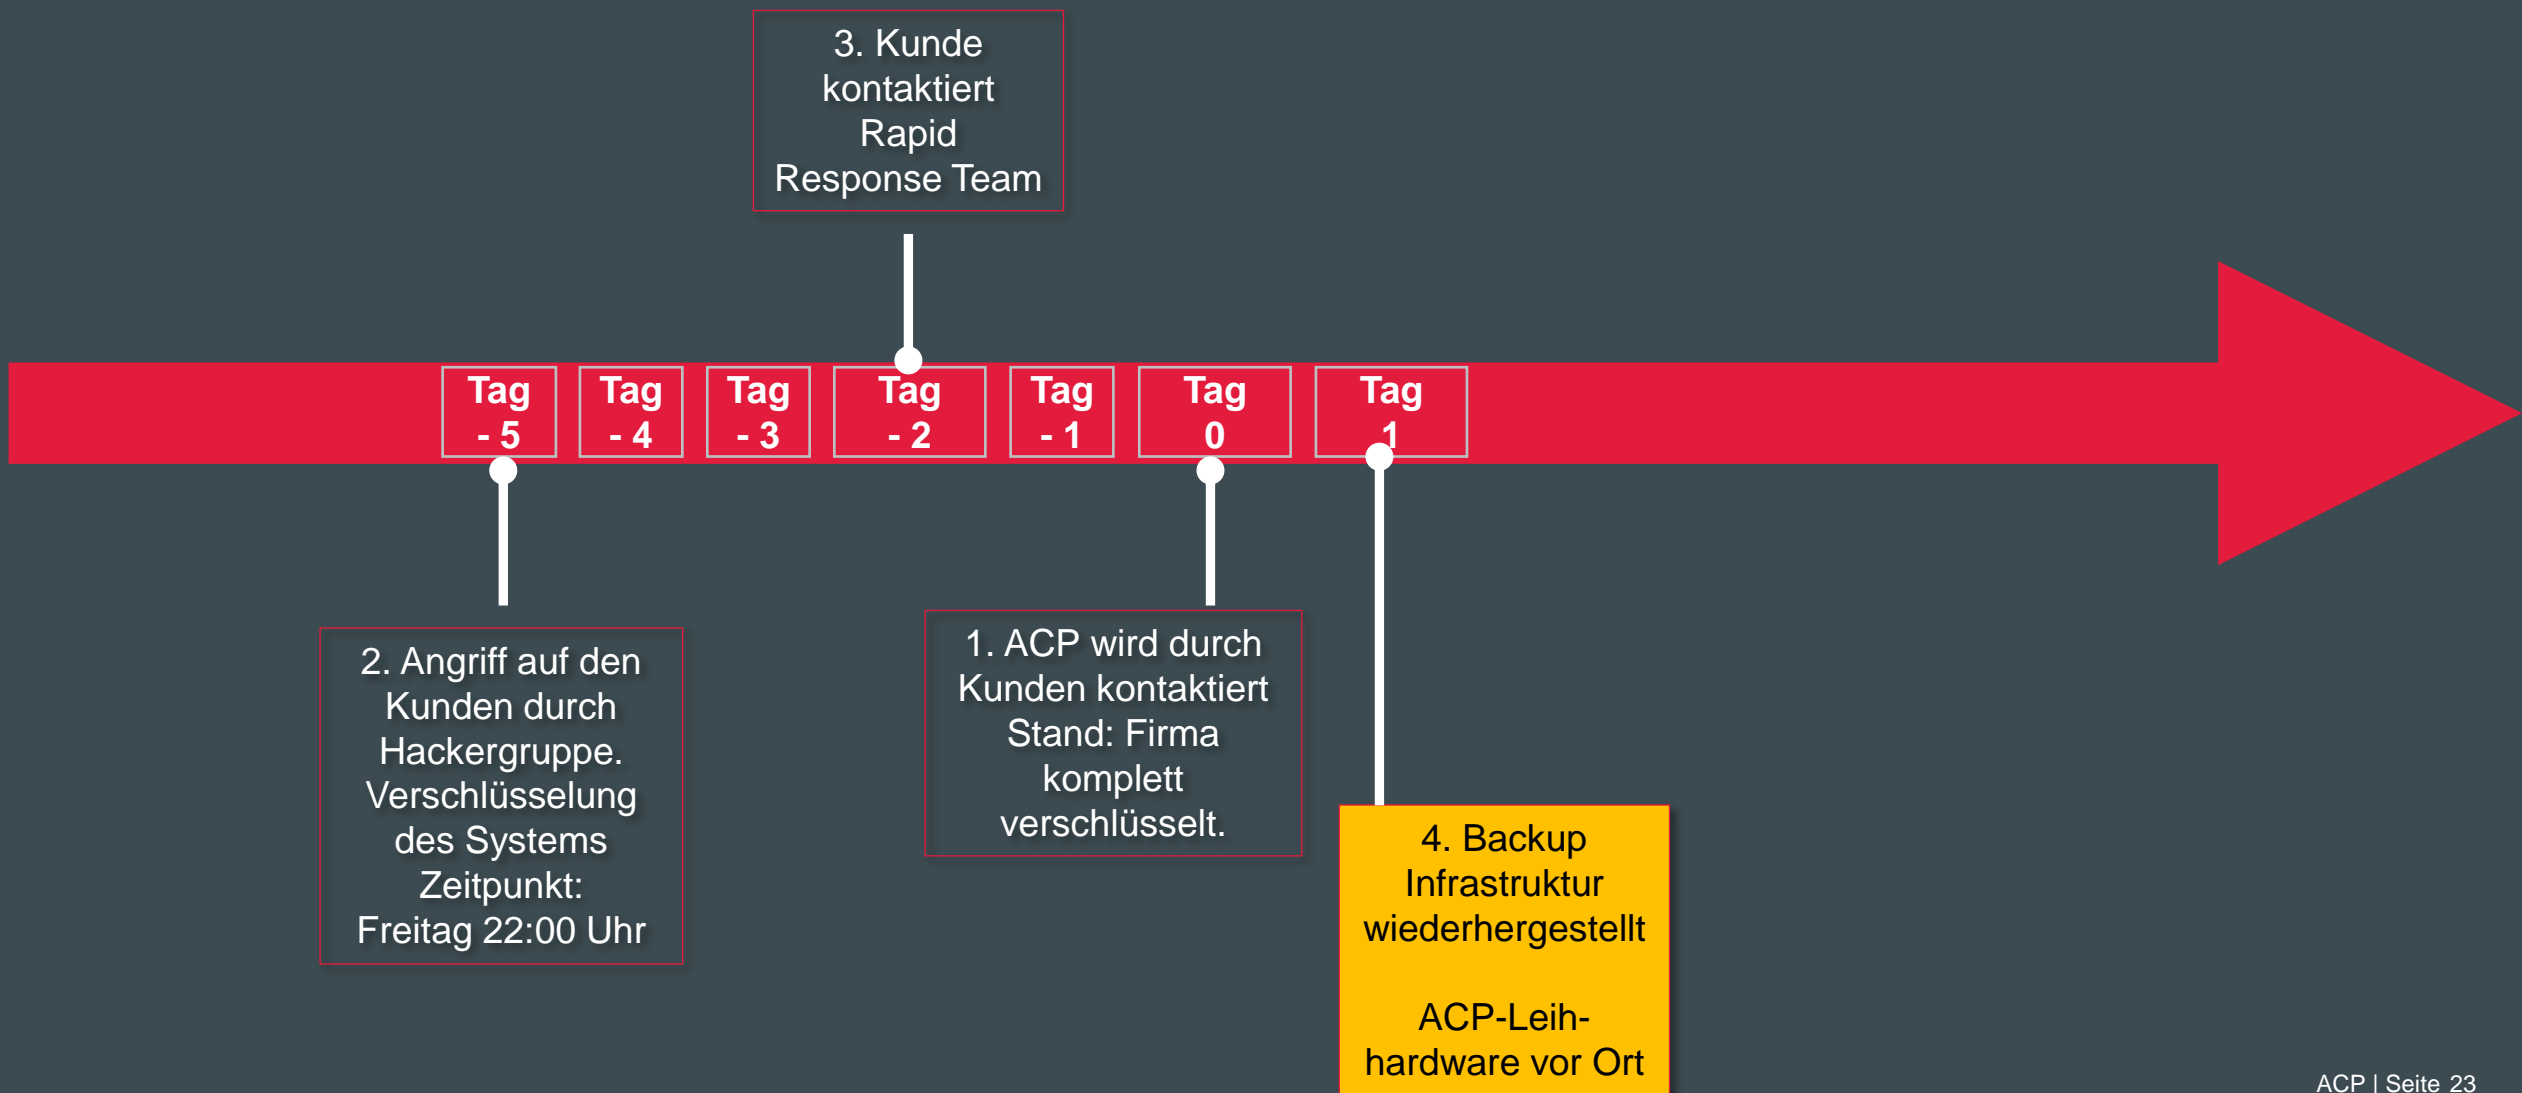 3. Kunde
kontaktiert
Rapid
Response Team
Tag
- 5
Tag
- 4
Tag
- 3
Tag
- 2
Tag
- 1
Tag
0
Tag
1
2. Angriff auf den
Kunden durch
Hackergruppe.
Verschlüsselung
des Systems
Zeitpunkt:
Freitag 22:00 Uhr
1. ACP wird durch
Kunden kontaktiert
Stand: Firma
komplett
verschlüsselt.
4. Backup
Infrastruktur
wiederhergestellt
ACP-Leih-
hardware vor Ort
ACP | Seite 23